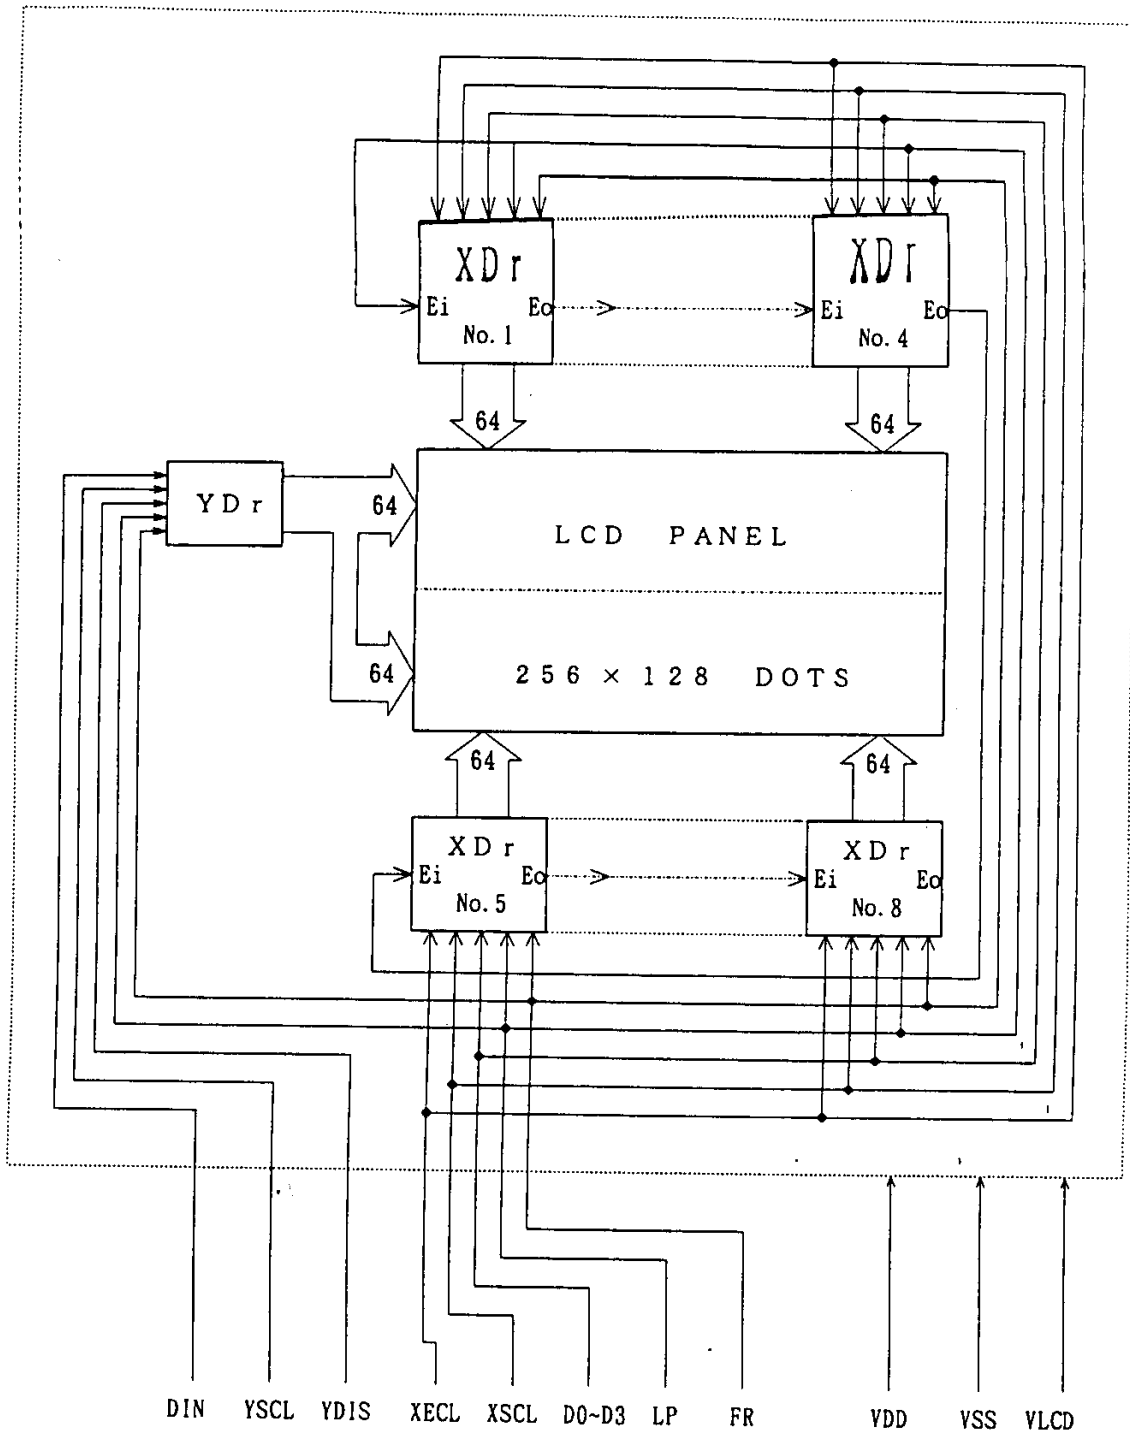 XDr
Ei Eo
No.1
XDr
Ei Eo
No.4
64
64
YDr
64
LCD PANEL
64
256 × 128 DOTS
64
64
XDr
Ei Eo
No.5
XDr
Ei Eo
No.8
DIN YSCL YDIS XECL XSCL D0~D3 LP FR VDD VSS VLCD